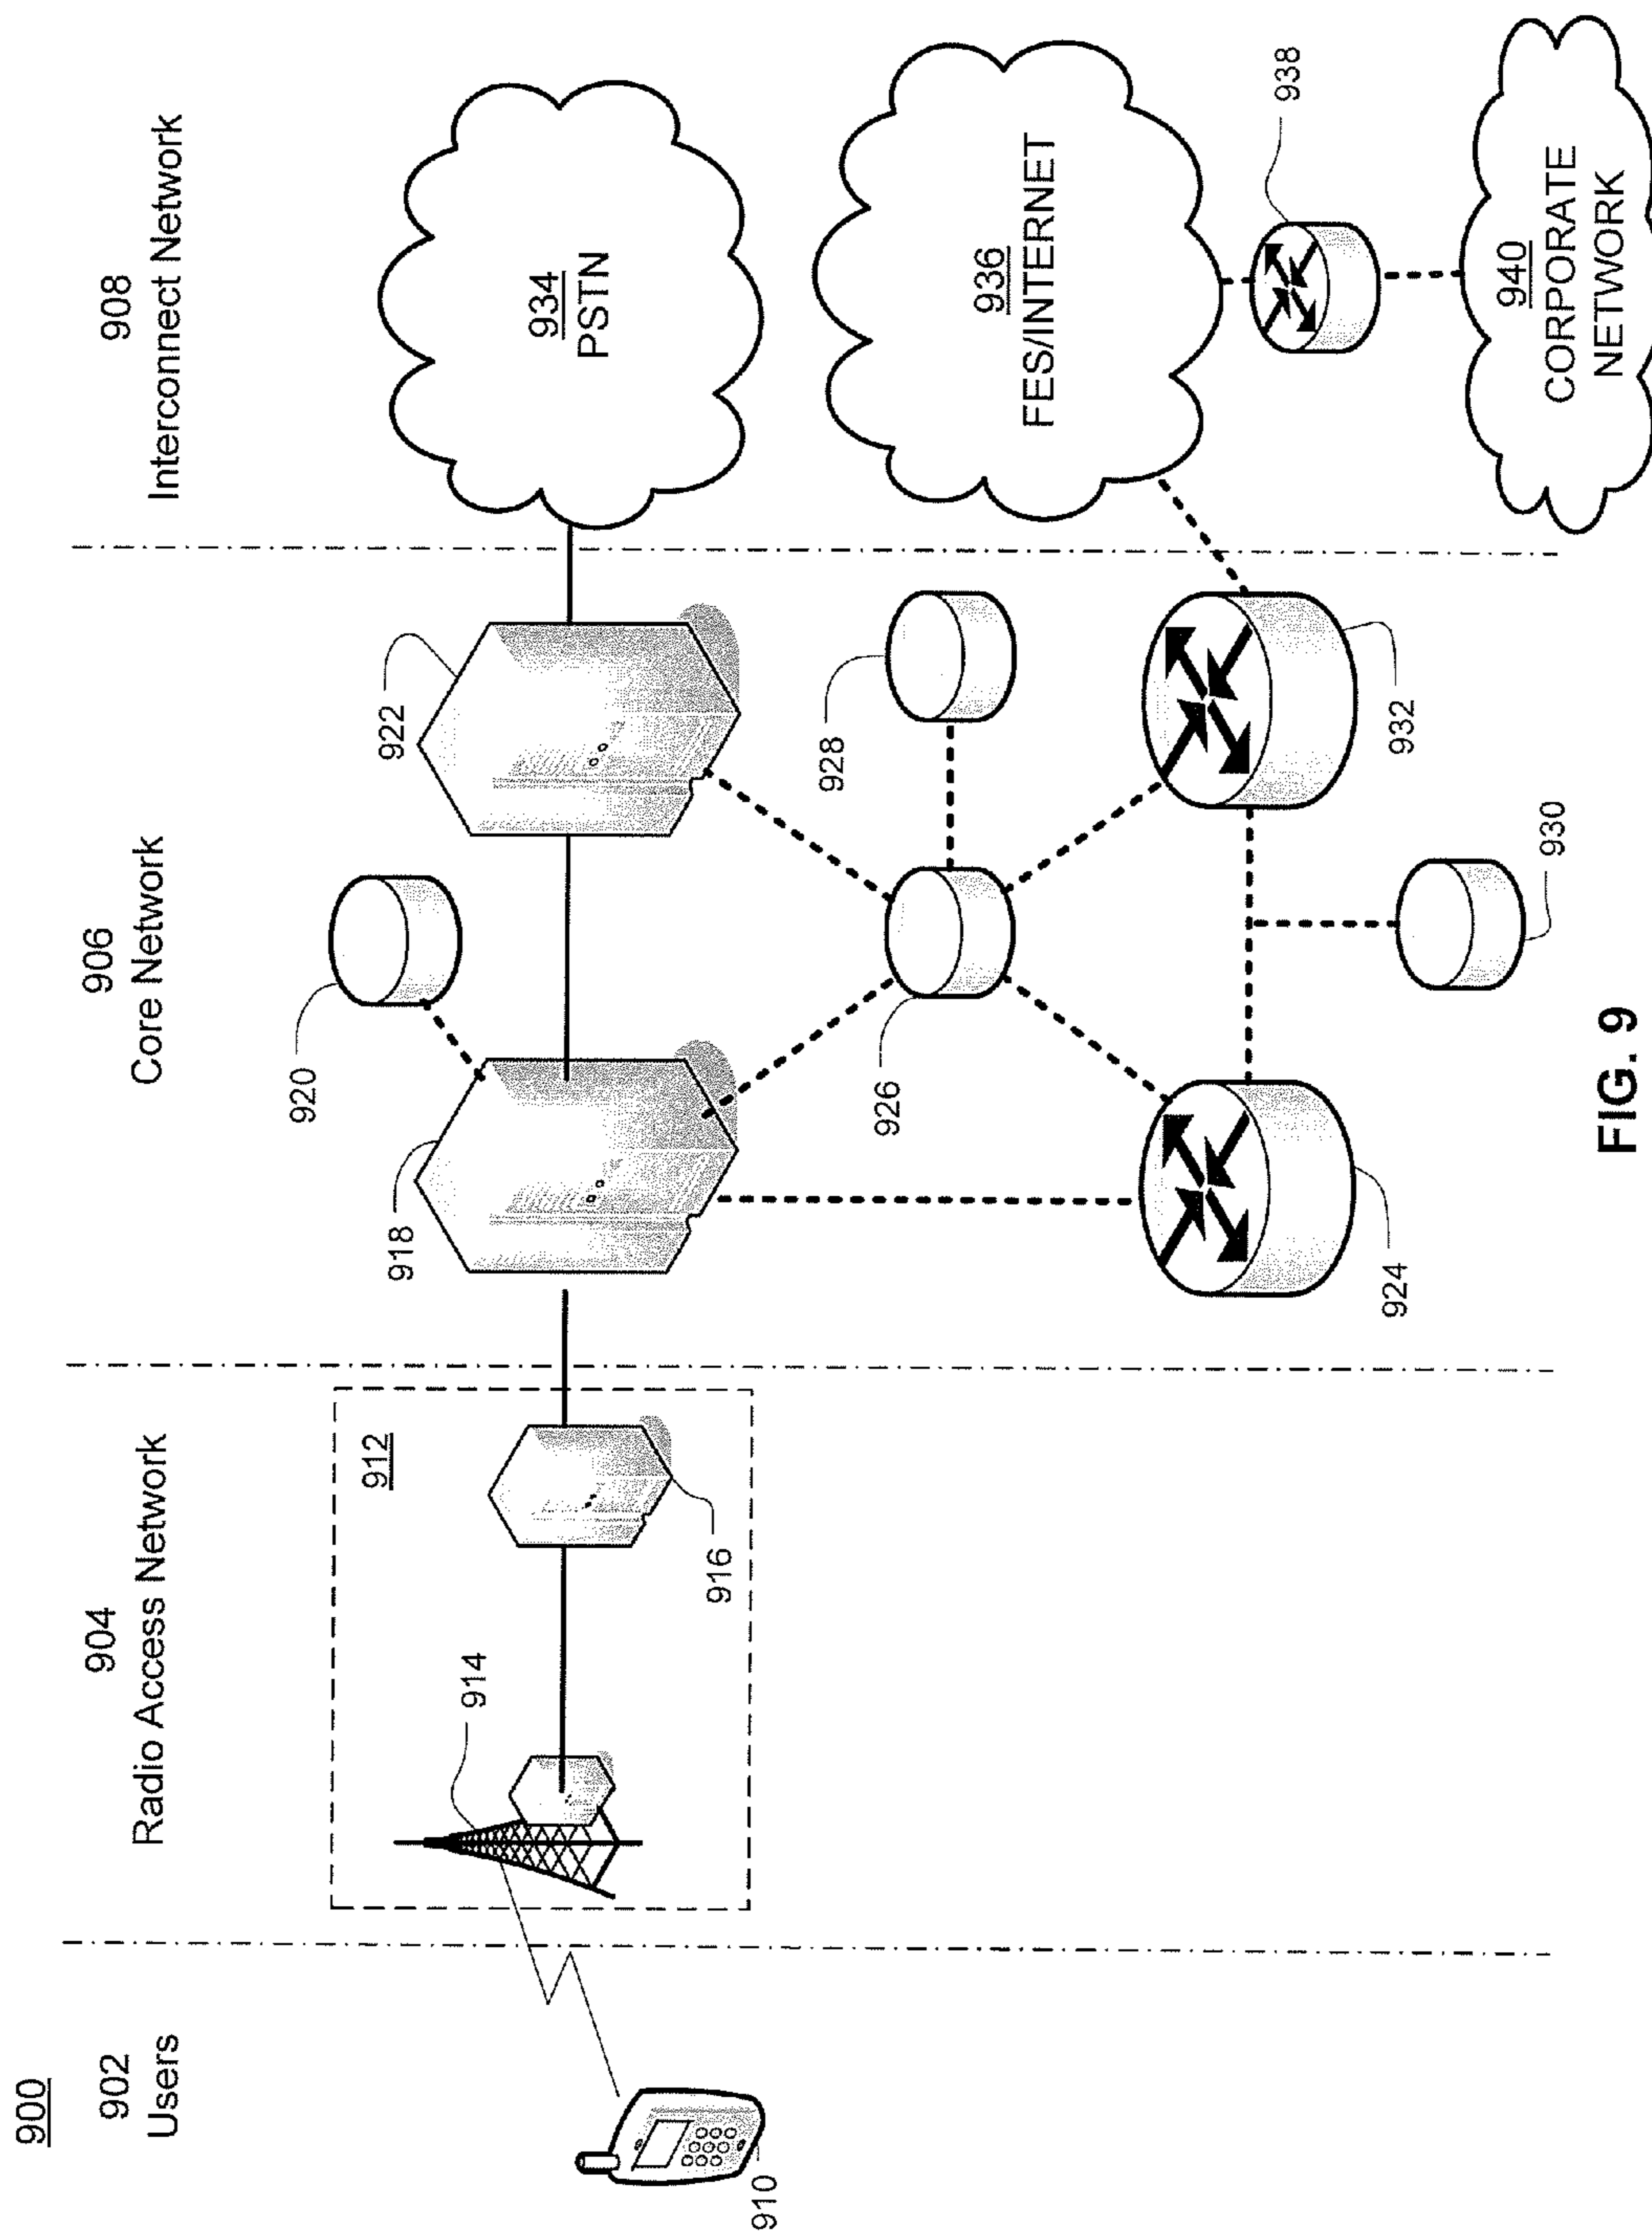 900
902
Users
904
Radio Access Network
906
Core Network
908
Interconnect Network
910
912
914
916
918
920
922
924
926
928
930
932
934
PSTN
936
FES/INTERNET
938
940
CORPORATE
NETWORK
FIG. 9